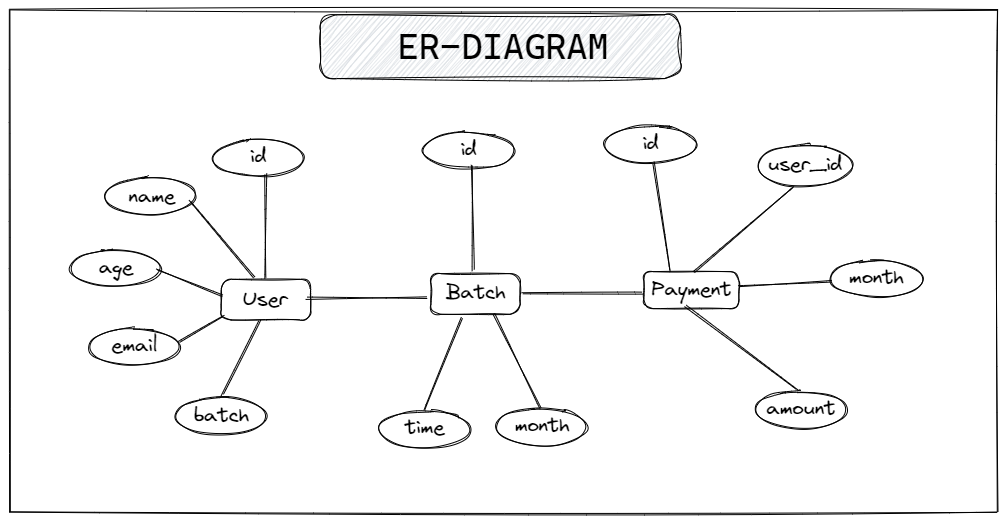 ER-DIAGRAM
id
id
id
user_id
name
age
month
email
User
Batch
Payment
batch
time
month
amount